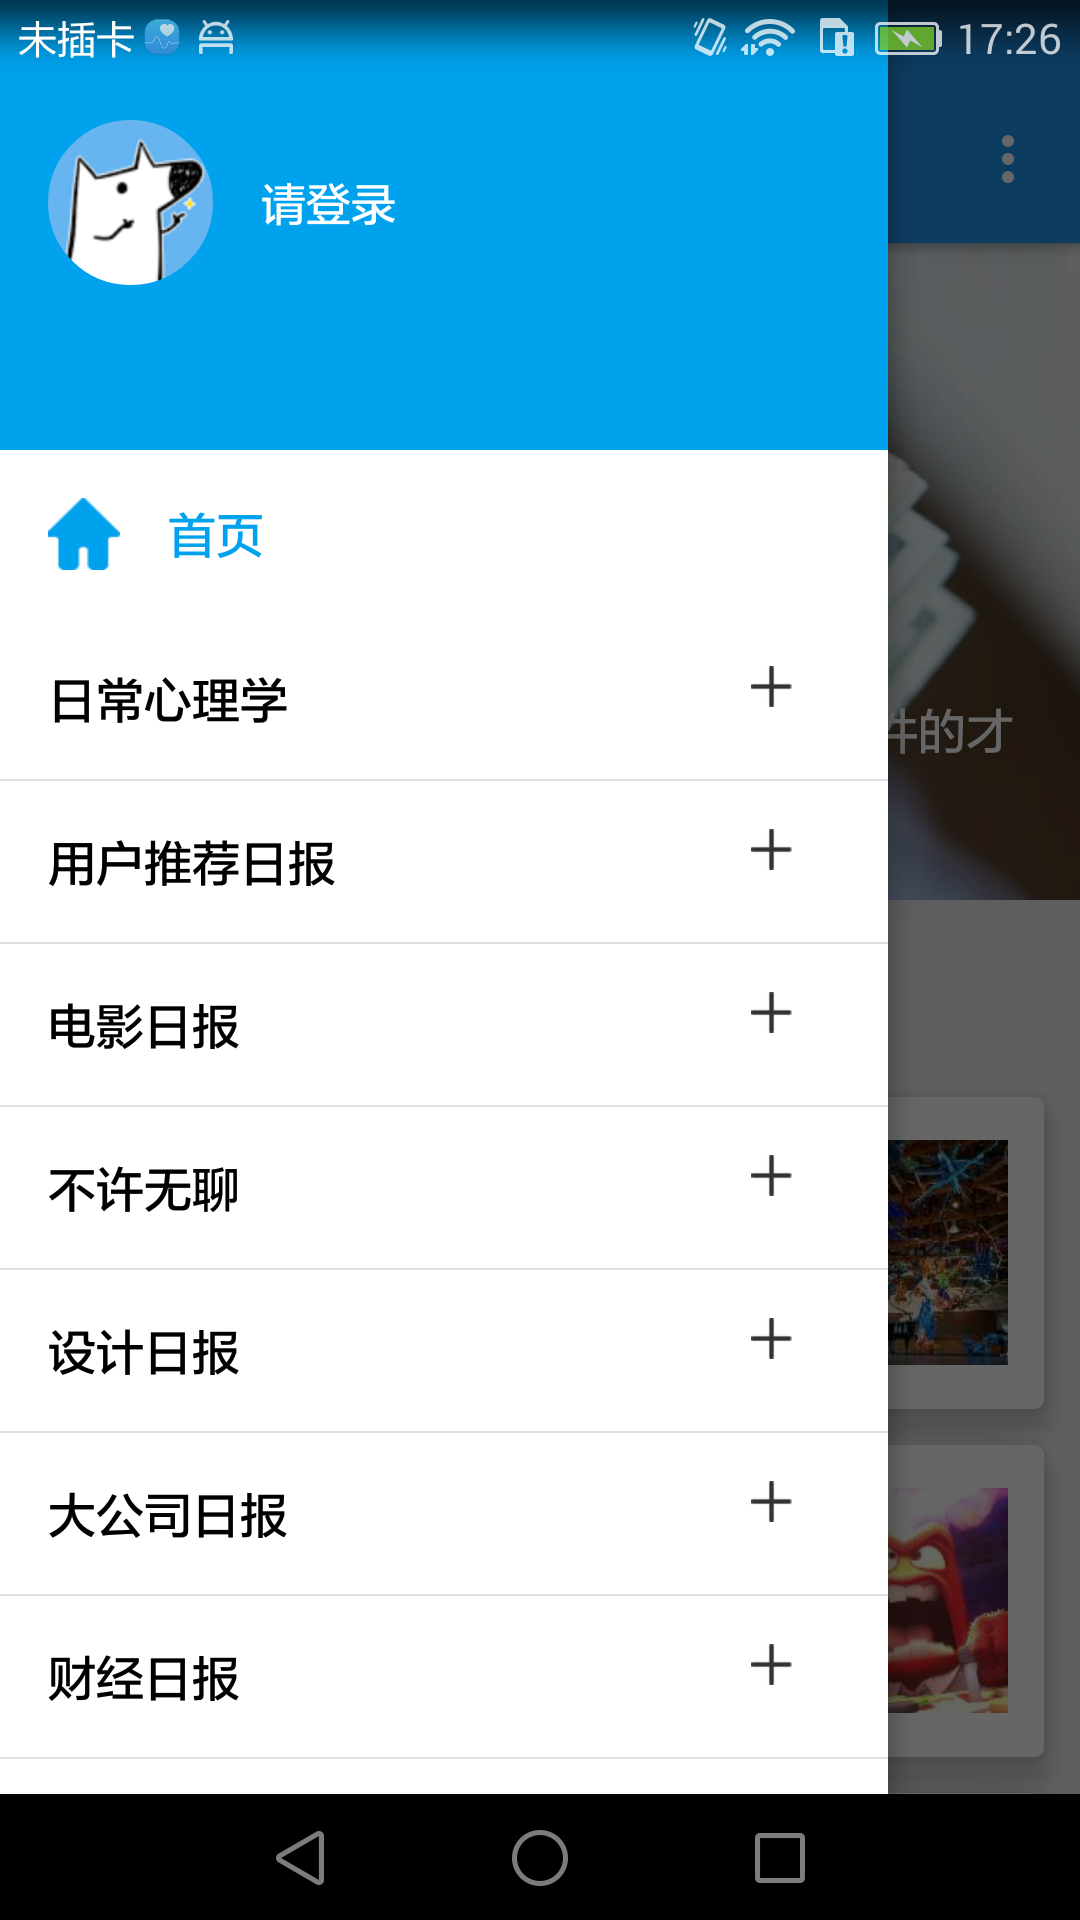 未插卡 17:26
请登录
首页
日常心理学
件的才
用户推荐日报
电影日报
不许无聊
设计日报
大公司日报
财经日报